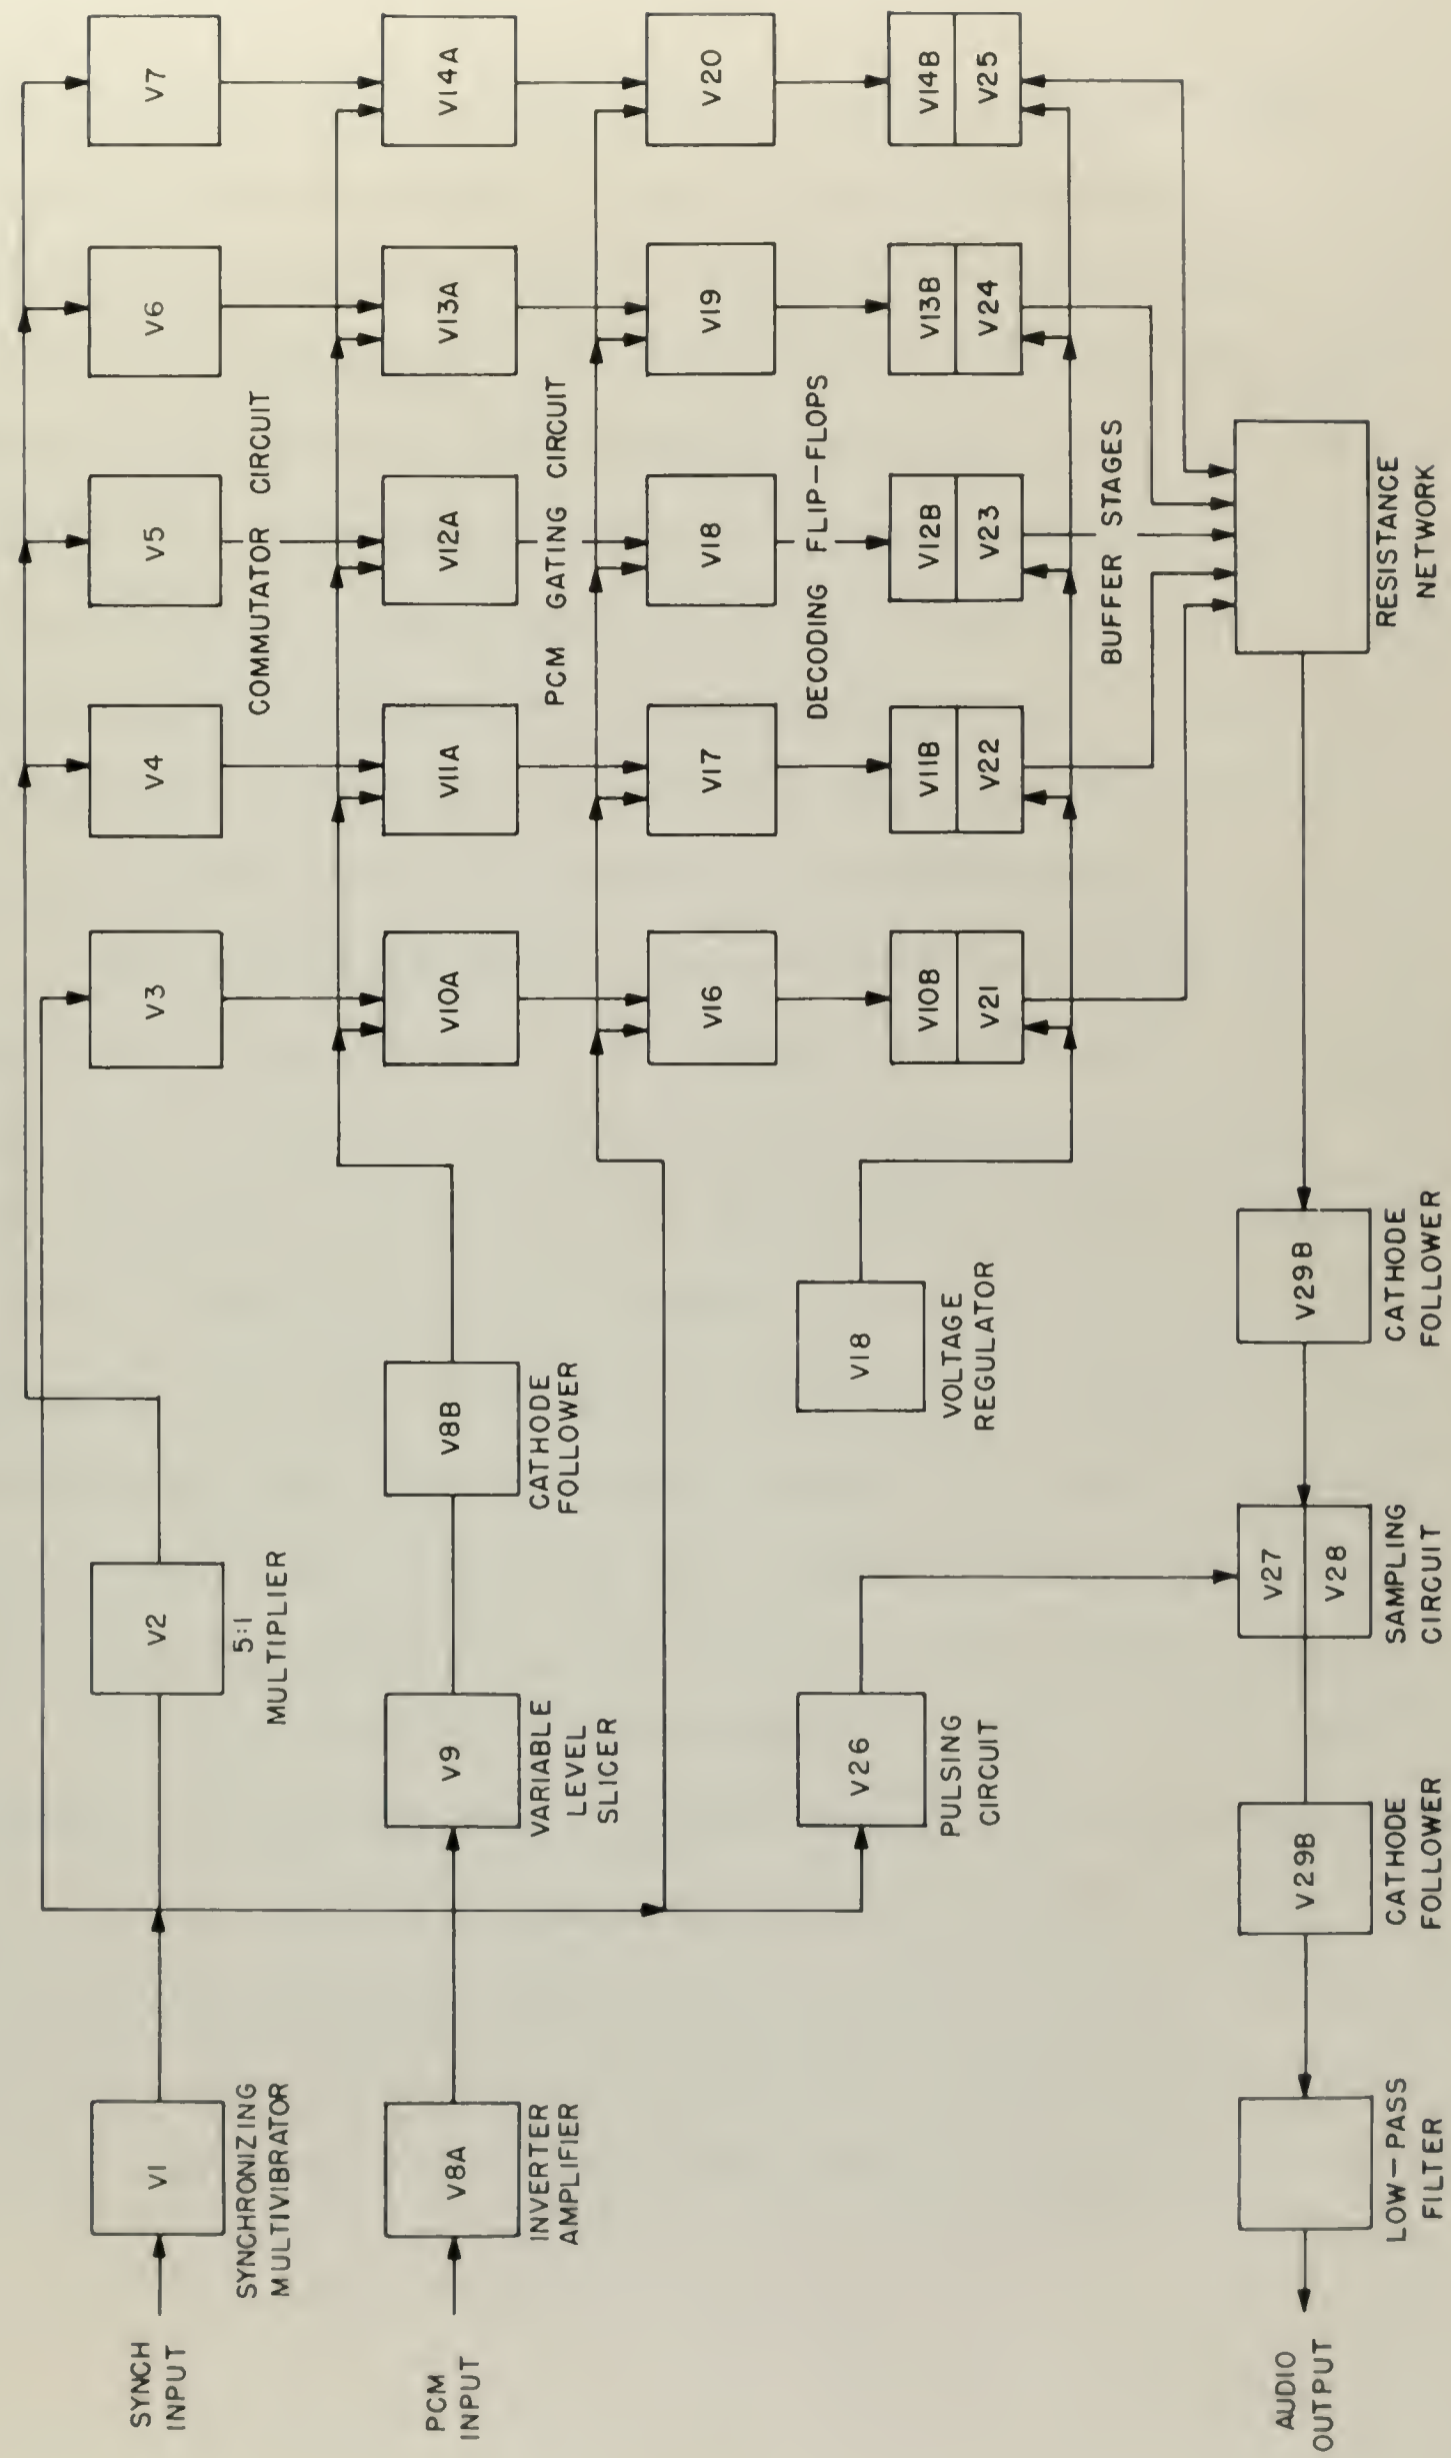 SYNCH
INPUT
V1
SYNCHRONIZING
MULTIVIBRATOR
V2
5:1
MULTIPLIER
V3
V4
V5
V6
V7
COMMUTATOR CIRCUIT
PCM
INPUT
V8A
INVERTER
AMPLIFIER
V9
VARIABLE
LEVEL
SLICER
V8B
CATHODE
FOLLOWER
V10A
V11A
V12A
V13A
V14A
PCM GATING CIRCUIT
V16
V17
V18
V19
V20
DECODING FLIP-FLOPS
V26
PULSING
CIRCUIT
V18
VOLTAGE
REGULATOR
V10B
V21
V11B
V22
V12B
V23
V13B
V24
V14B
V25
BUFFER STAGES
AUDIO
OUTPUT
LOW-PASS
FILTER
V29B
CATHODE
FOLLOWER
V27
V28
SAMPLING
CIRCUIT
V29B
CATHODE
FOLLOWER
RESISTANCE
NETWORK